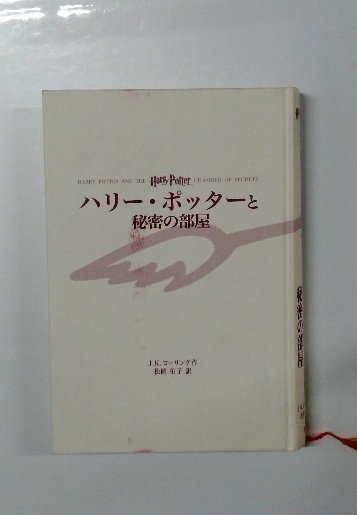 HARRY POTTER AND THE Harry Potter CHAMBER OF SECRETS
ハリー・ポッターと
秘密の部屋
J.K.ローリング作
松岡 佑子 訳
秘密の部屋